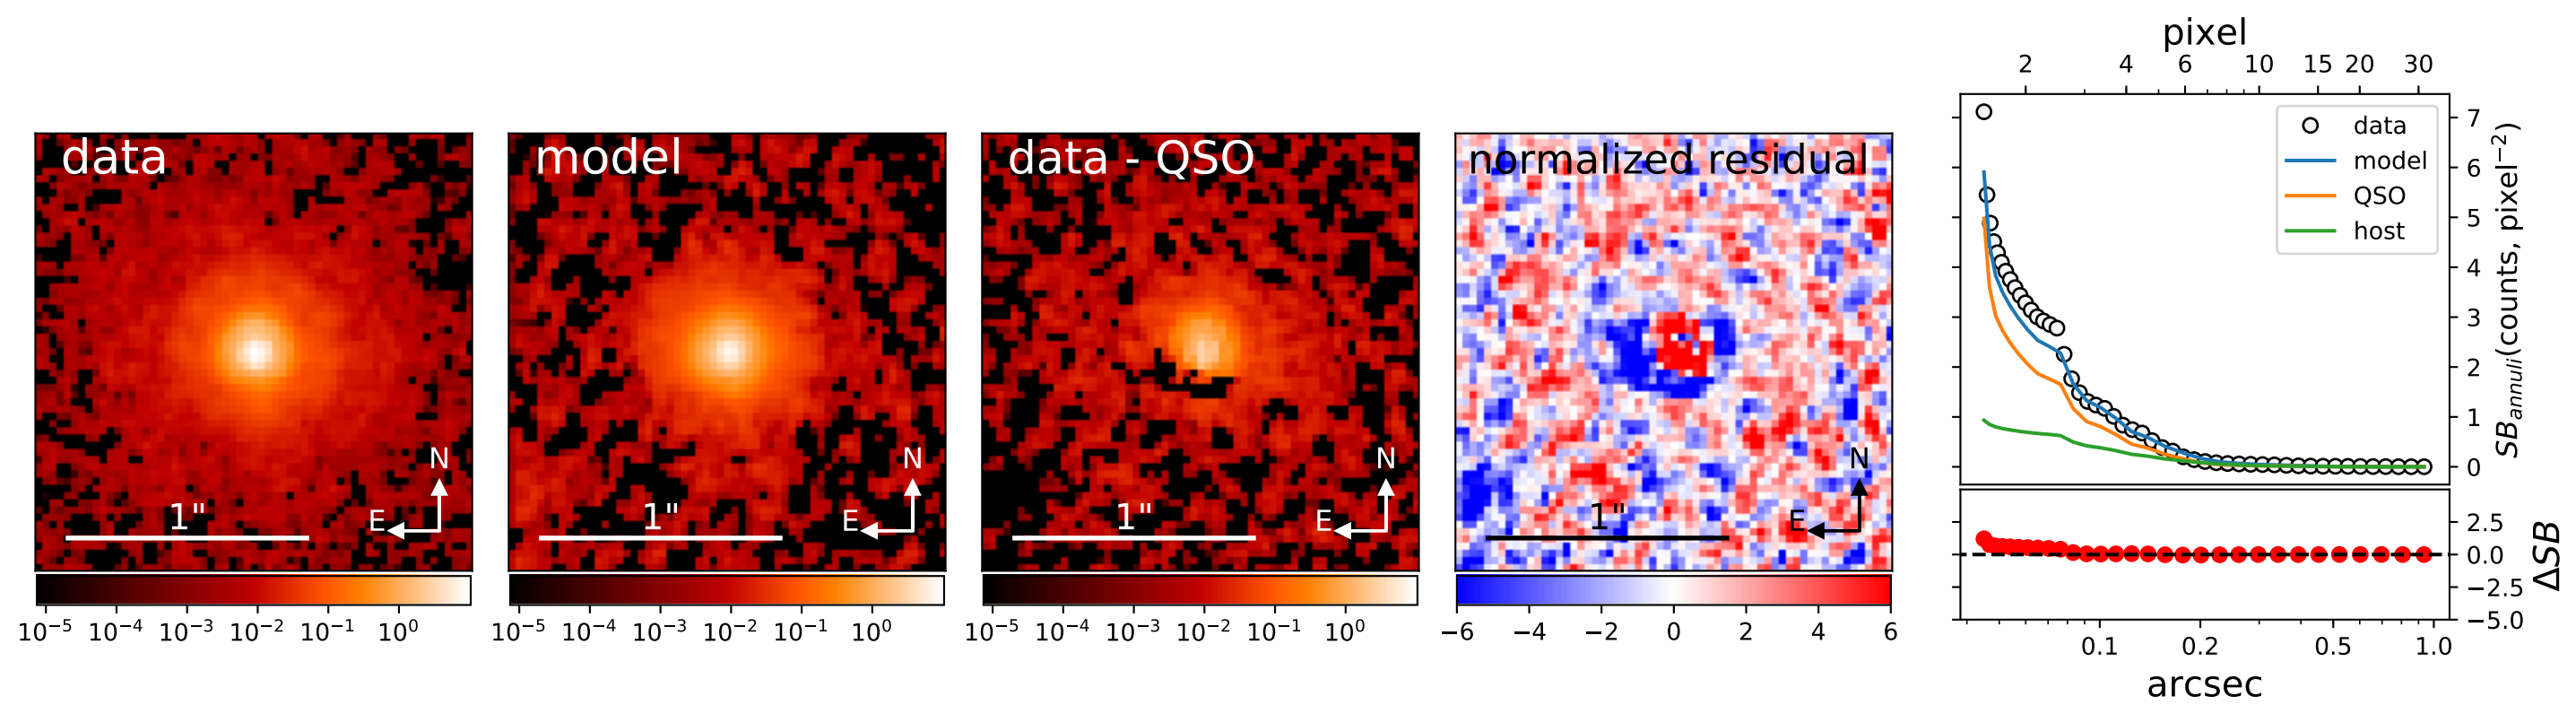 data
N
E
1"
10⁻⁵ 10⁻⁴ 10⁻³ 10⁻² 10⁻¹ 10⁰
model
N
E
1"
10⁻⁵ 10⁻⁴ 10⁻³ 10⁻² 10⁻¹ 10⁰
data - QSO
N
E
1"
10⁻⁵ 10⁻⁴ 10⁻³ 10⁻² 10⁻¹ 10⁰
normalized residual
N
E
1"
−6 −4 −2 0 2 4 6
pixel
2 4 6 10 15 20 30
data
model
QSO
host
7
6
5
4
3
2
1
0
SB_annuli(counts, pixel⁻²)
2.5
0.0
−2.5
−5.0
ΔSB
0.1 0.2 0.5 1.0
arcsec